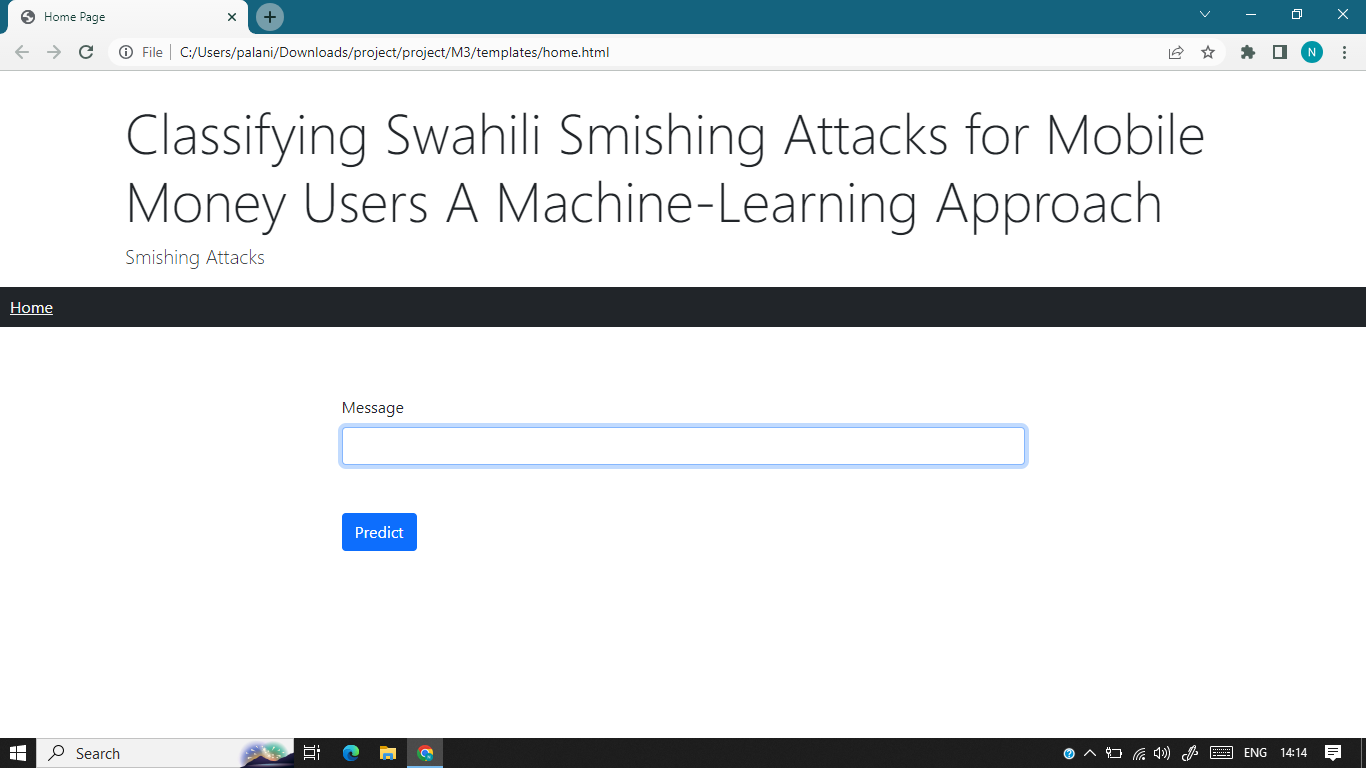 Home Page
File
C:/Users/palani/Downloads/project/project/M3/templates/home.html
N
Classifying Swahili Smishing Attacks for Mobile
Money Users A Machine-Learning Approach
Smishing Attacks
Home
Message
Predict
Search
ENG
14:14